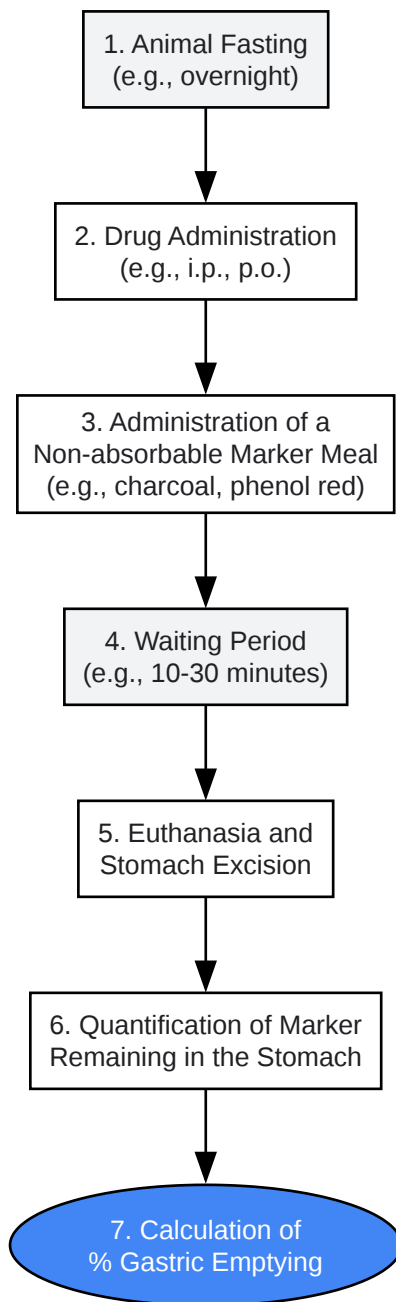 1. Animal Fasting
(e.g., overnight)
2. Drug Administration
(e.g., i.p., p.o.)
3. Administration of a
Non-absorbable Marker Meal
(e.g., charcoal, phenol red)
4. Waiting Period
(e.g., 10-30 minutes)
5. Euthanasia and
Stomach Excision
6. Quantification of Marker
Remaining in the Stomach
7. Calculation of
% Gastric Emptying